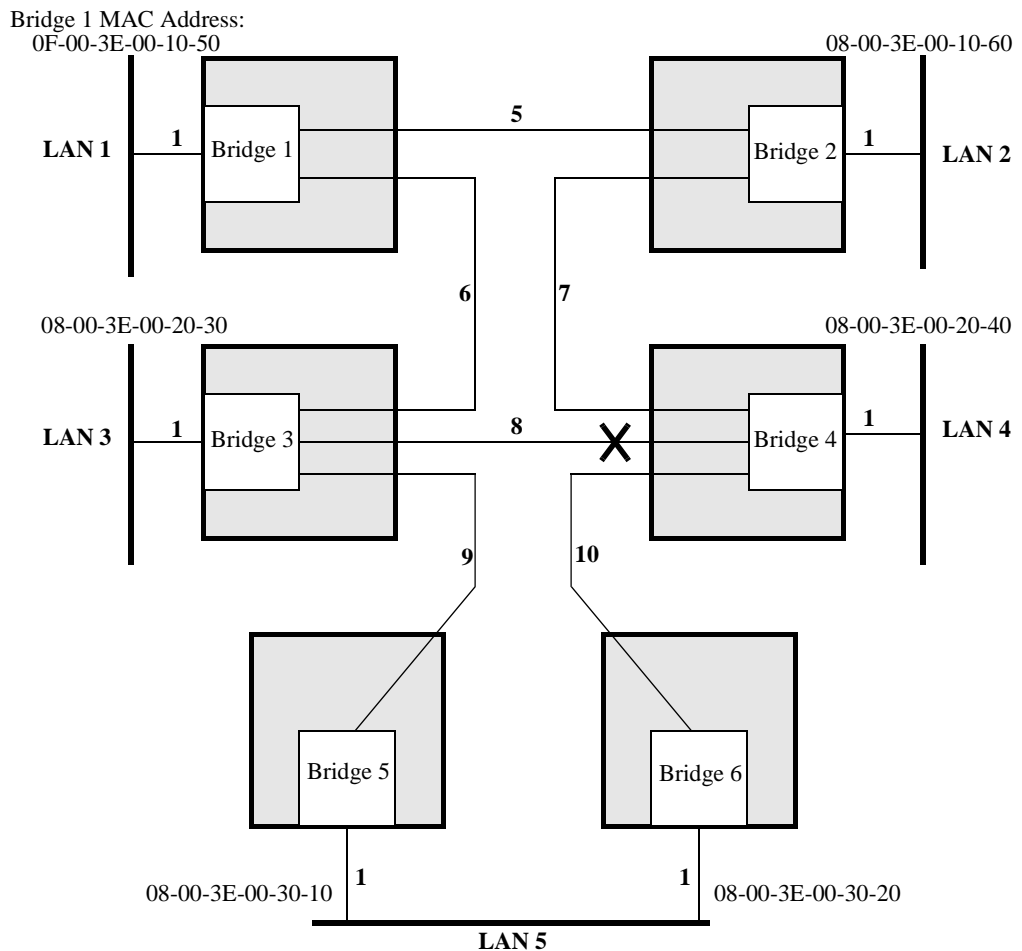 Bridge 1 MAC Address:
0F-00-3E-00-10-50
08-00-3E-00-10-60
5
LAN 1
1
Bridge 1
Bridge 2
1
LAN 2
6
7
08-00-3E-00-20-30
08-00-3E-00-20-40
8
LAN 3
1
Bridge 3
Bridge 4
1
LAN 4
9
10
Bridge 5
Bridge 6
1
1
08-00-3E-00-30-10
08-00-3E-00-30-20
LAN 5